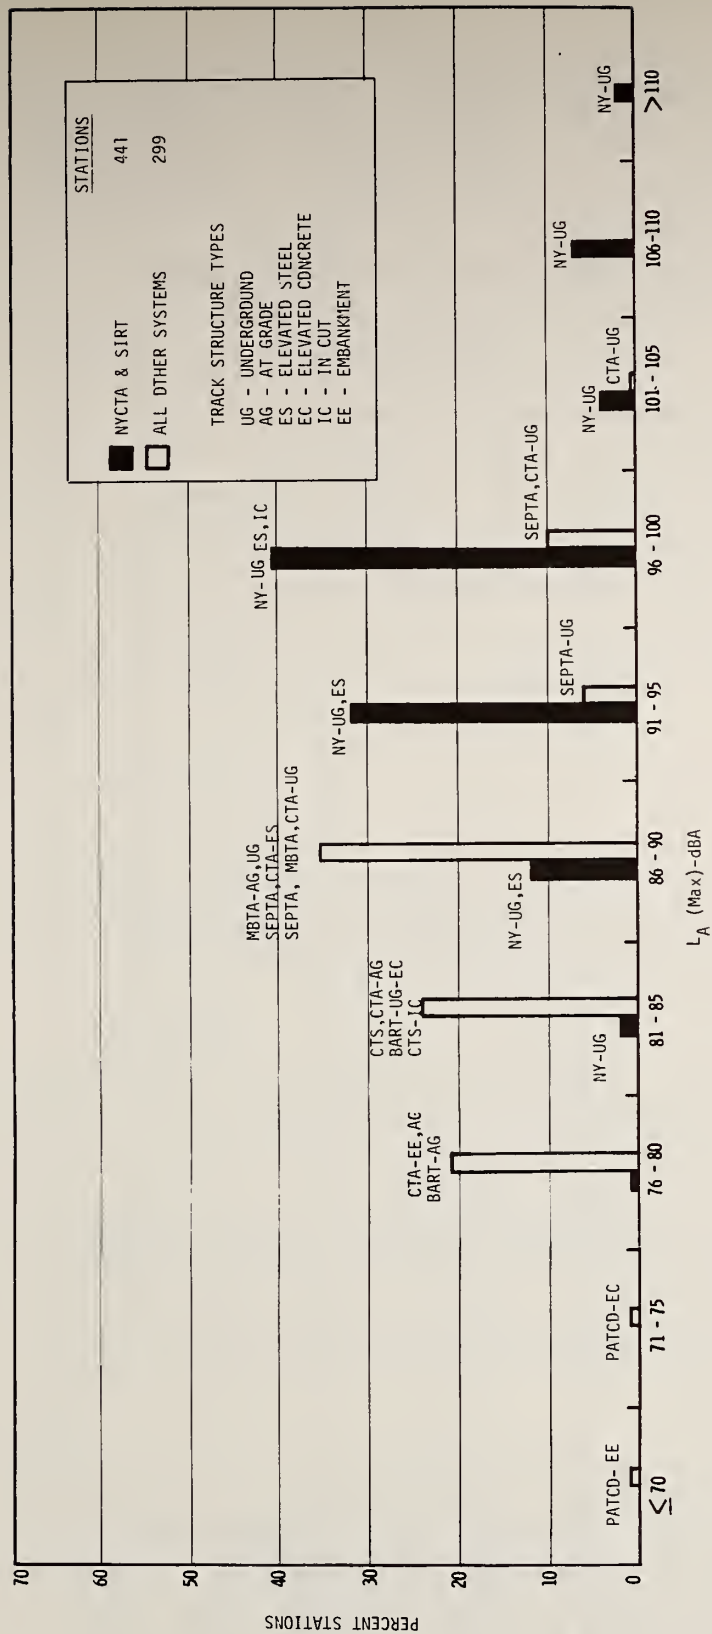 70
60
50
40
30
20
10
0
PERCENT STATIONS
STATIONS
NYCTA & SIRT 441
ALL OTHER SYSTEMS 299
TRACK STRUCTURE TYPES
UG - UNDERGROUND
AG - AT GRADE
ES - ELEVATED STEEL
EC - ELEVATED CONCRETE
IC - IN CUT
EE - EMBANKMENT
PATCD- EE
PATCD-EC
CTA-EE,AG
BART-AG
NY-UG
CTS,CTA-AG
BART-UG-EC
CTS-IC
NY-UG,ES
MBTA-AG,UG
SEPTA,CTA-ES
SEPTA, MBTA,CTA-UG
NY-UG,ES
SEPTA-UG
NY-UG ES,IC
SEPTA,CTA-UG
NY-UG
CTA-UG
NY-UG
NY-UG
≤70
71 - 75
76 - 80
81 - 85
86 - 90
91 - 95
96 - 100
101 - 105
106-110
>110
LA (Max)-dBA